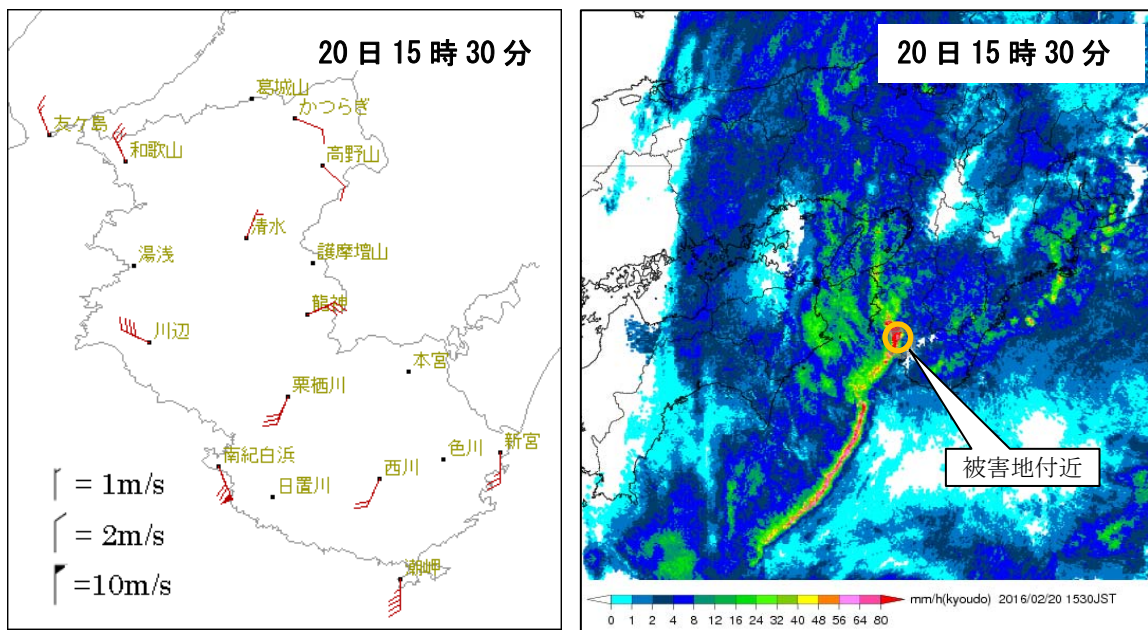 20日15時30分
葛城山
かつらぎ
友ケ島
和歌山
高野山
清水
湯浅
護摩壇山
龍神
川辺
本宮
栗栖川
南紀白浜
色川
新宮
西川
日置川
潮岬
= 1m/s
= 2m/s
=10m/s
20日15時30分
被害地付近
mm/h(kyoudo) 2016/02/20 1530JST
0 1 2 4 8 12 16 24 32 40 48 56 64 80